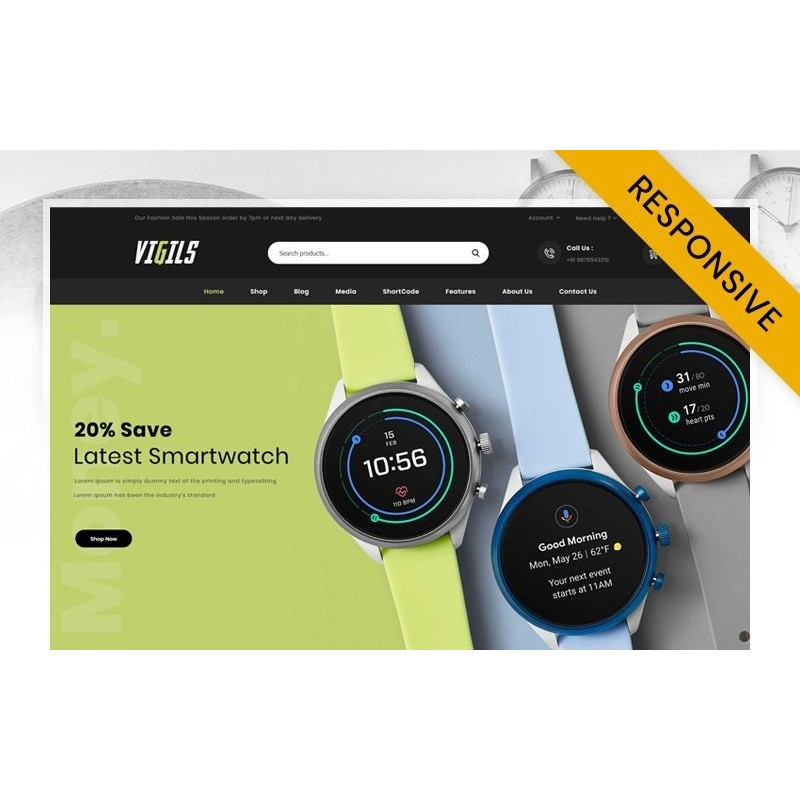 RESPONSIVE
Our Fashion Sale this Season order by 7pm or next day delivery
Account
Need Help ?
VIGILS
Search products...
Call Us :
+91 9876543210
Home
Shop
Blog
Media
ShortCode
Features
About Us
Contact Us
20% Save
Latest Smartwatch
Lorem Ipsum is simply dummy text of the printing and typesetting
Lorem Ipsum has been the industry's standard
Shop Now
15
FEB
10:56
110 BPM
Good Morning
Mon, May 26 | 62°F
Your next event
starts at 11AM
31/80
move min
17/20
heart pts